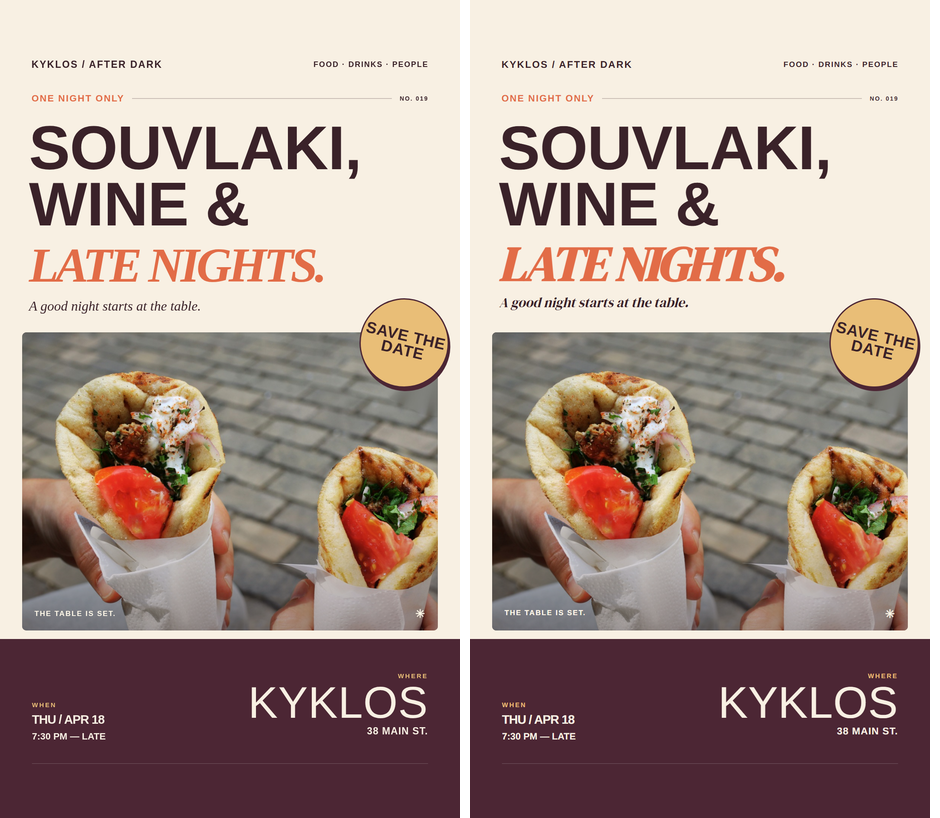 KYKLOS / AFTER DARK
FOOD · DRINKS · PEOPLE
ONE NIGHT ONLY
NO. 019
SOUVLAKI,
WINE &
LATE NIGHTS.
A good night starts at the table.
SAVE THE
DATE
THE TABLE IS SET.
WHEN
THU / APR 18
7:30 PM — LATE
WHERE
KYKLOS
38 MAIN ST.
KYKLOS / AFTER DARK
FOOD · DRINKS · PEOPLE
ONE NIGHT ONLY
NO. 019
SOUVLAKI,
WINE &
LATE NIGHTS.
A good night starts at the table.
SAVE THE
DATE
THE TABLE IS SET.
WHEN
THU / APR 18
7:30 PM — LATE
WHERE
KYKLOS
38 MAIN ST.